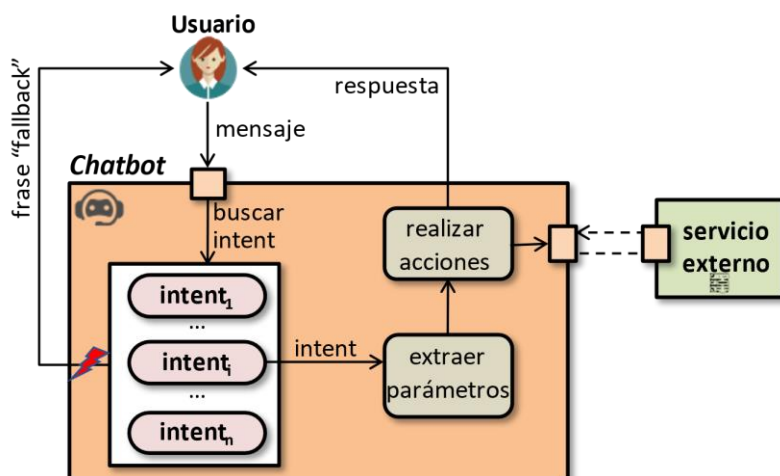 Usuario
frase “fallback”
respuesta
mensaje
Chatbot
buscar
intent
realizar
acciones
servicio
externo
intent1
...
intenti
intent
extraer
parámetros
...
intentn